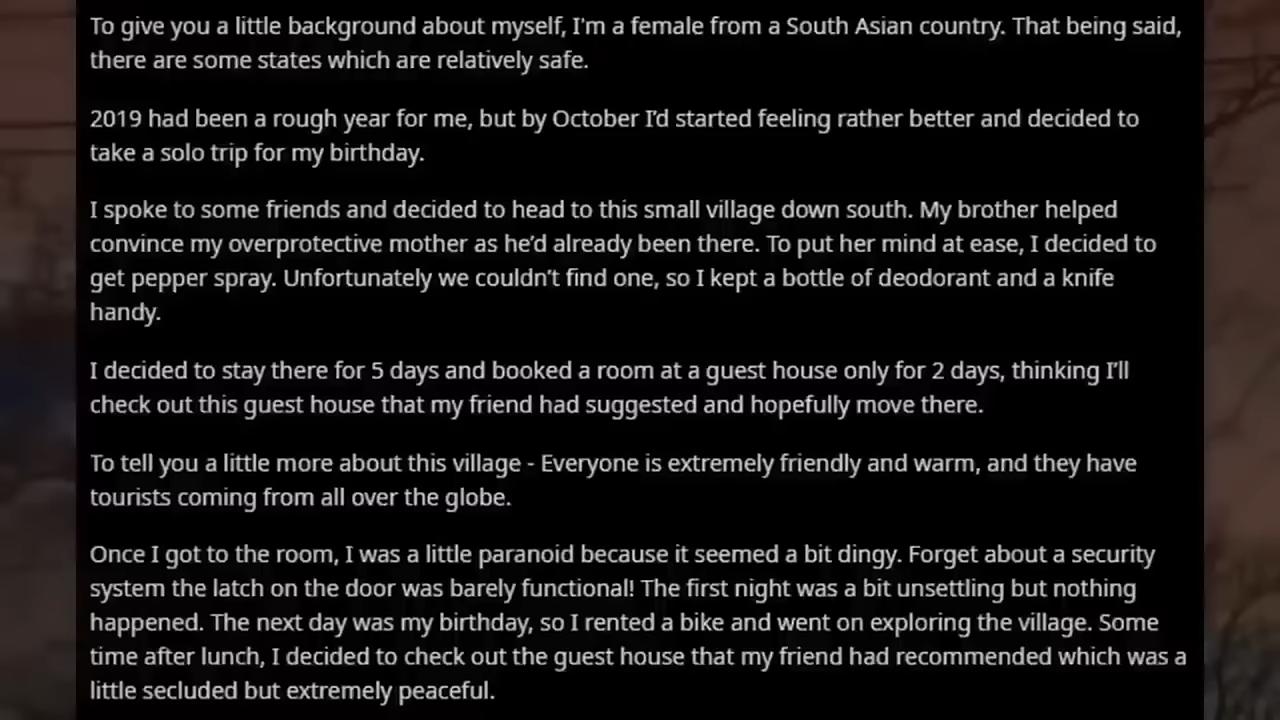 To give you a little background about myself, I'm a female from a South Asian country. That being said,
there are some states which are relatively safe.
2019 had been a rough year for me, but by October I'd started feeling rather better and decided to
take a solo trip for my birthday.
I spoke to some friends and decided to head to this small village down south. My brother helped
convince my overprotective mother as he'd already been there. To put her mind at ease, I decided to
get pepper spray. Unfortunately we couldn't find one, so I kept a bottle of deodorant and a knife
handy.
I decided to stay there for 5 days and booked a room at a guest house only for 2 days, thinking I'll
check out this guest house that my friend had suggested and hopefully move there.
To tell you a little more about this village - Everyone is extremely friendly and warm, and they have
tourists coming from all over the globe.
Once I got to the room, I was a little paranoid because it seemed a bit dingy. Forget about a security
system the latch on the door was barely functional! The first night was a bit unsettling but nothing
happened. The next day was my birthday, so I rented a bike and went on exploring the village. Some
time after lunch, I decided to check out the guest house that my friend had recommended which was a
little secluded but extremely peaceful.